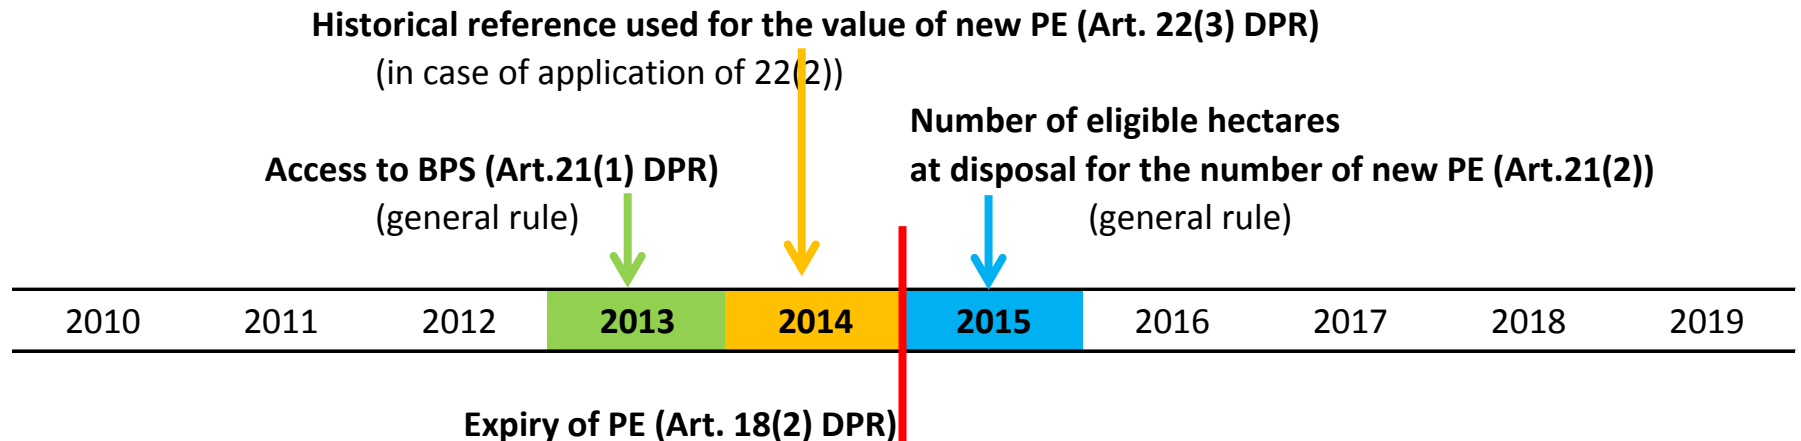 Historical reference used for the value of new PE (Art. 22(3) DPR)
(in case of application of 22(2))
Number of eligible hectares
at disposal for the number of new PE (Art.21(2))
(general rule)
Access to BPS (Art.21(1) DPR)
(general rule)
2010 2011 2012 2013 2014 2015 2016 2017 2018 2019
Expiry of PE (Art. 18(2) DPR)